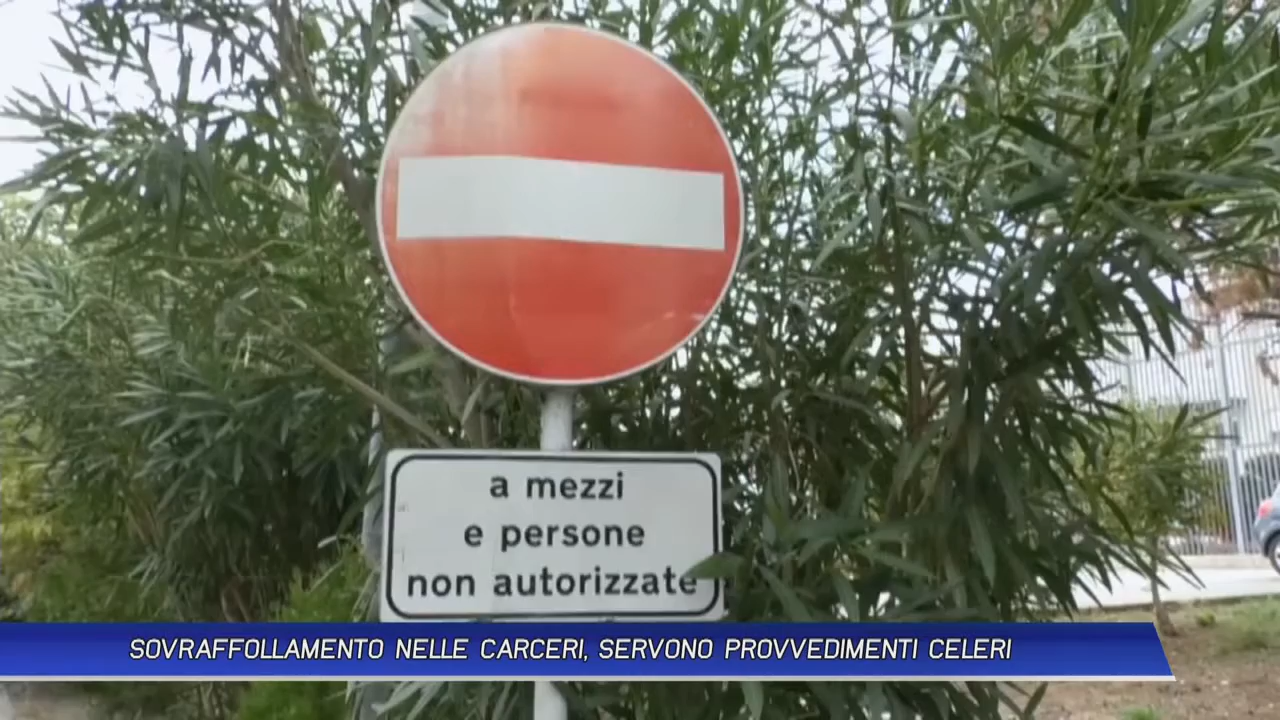 a mezzi
e persone
non autorizzate
SOVRAFFOLLAMENTO NELLE CARCERI, SERVONO PROVVEDIMENTI CELERI